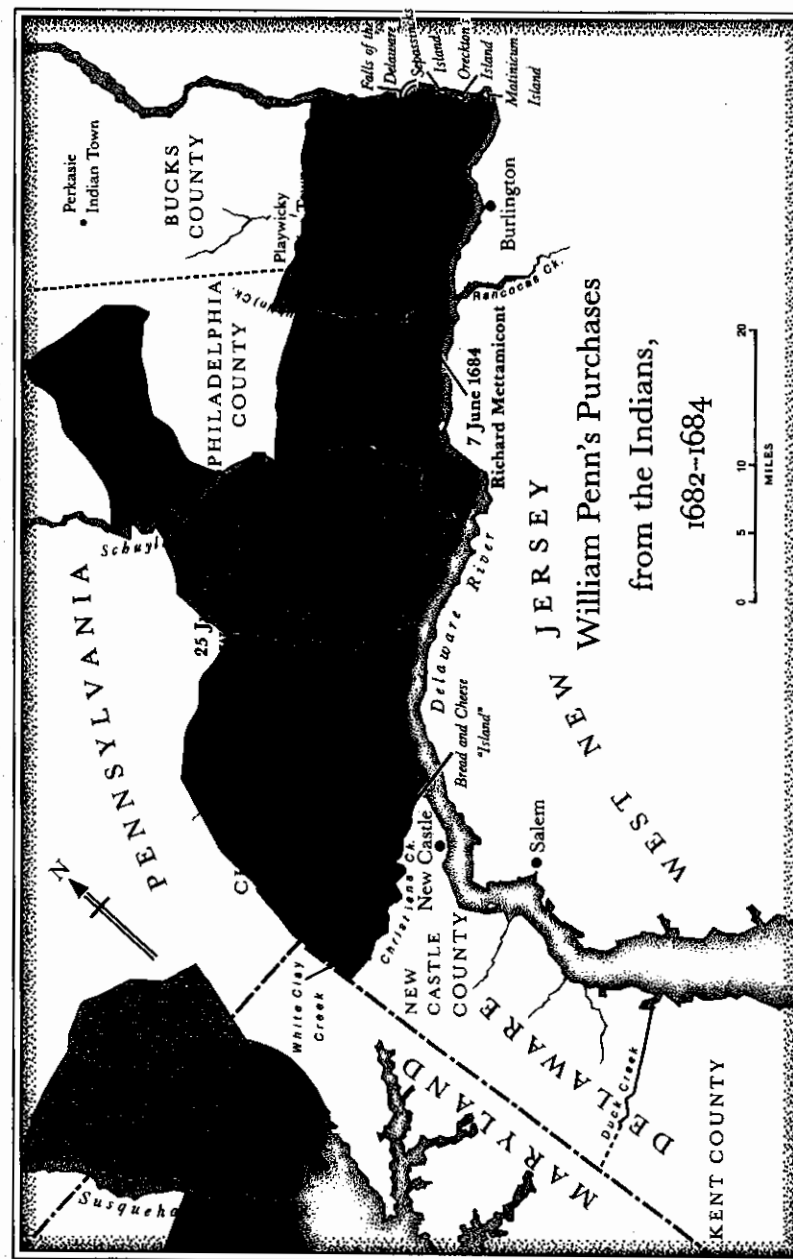 William Penn's Purchases
from the Indians,
1682–1684
0 5 10 20
MILES
PENNSYLVANIA
N
Perkasie
Indian Town
BUCKS
COUNTY
Playwicky
PHILADELPHIA
COUNTY
Falls of the
Delaware
Island
Oreckton's
Island
Matinicum
Island
Burlington
Rancocas Ck.
7 June 1684
Richard Mettamicont
Delaware River
Bread and Cheese
"Island"
WEST NEW JERSEY
Salem
New Castle
Christiana Ck.
White Clay
Creek
NEW
CASTLE
COUNTY
DELAWARE
MARYLAND
Duck Creek
KENT COUNTY